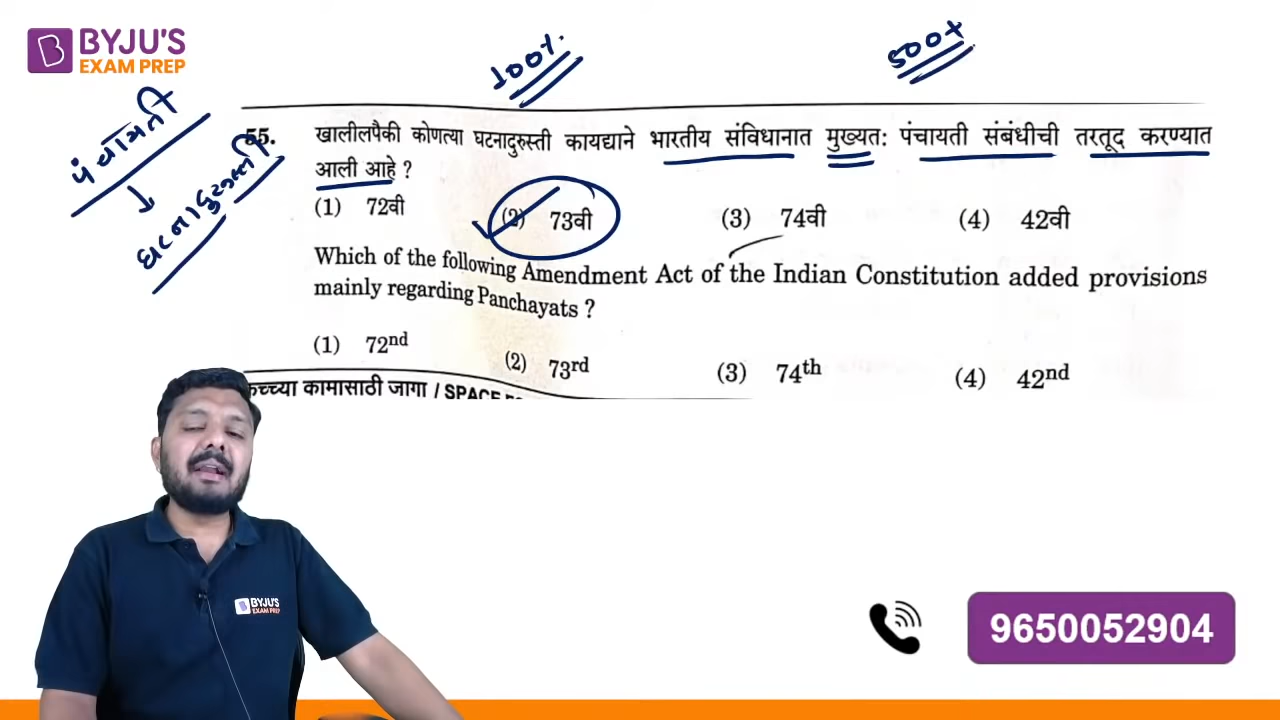 BYJU'S
EXAM PREP
100%.
500+
पंचायती
घटनादुरुस्ती
55. खालीलपैकी कोणत्या घटनादुरुस्ती कायद्याने भारतीय संविधानात मुख्यत: पंचायती संबंधीची तरतूद करण्यात
आली आहे ?
(1) 72वी (2) 73वी (3) 74वी (4) 42वी
Which of the following Amendment Act of the Indian Constitution added provisions
mainly regarding Panchayats ?
(1) 72nd (2) 73rd (3) 74th (4) 42nd
कच्च्या कामासाठी जागा / SPACE
BYJU'S
EXAM PREP
9650052904